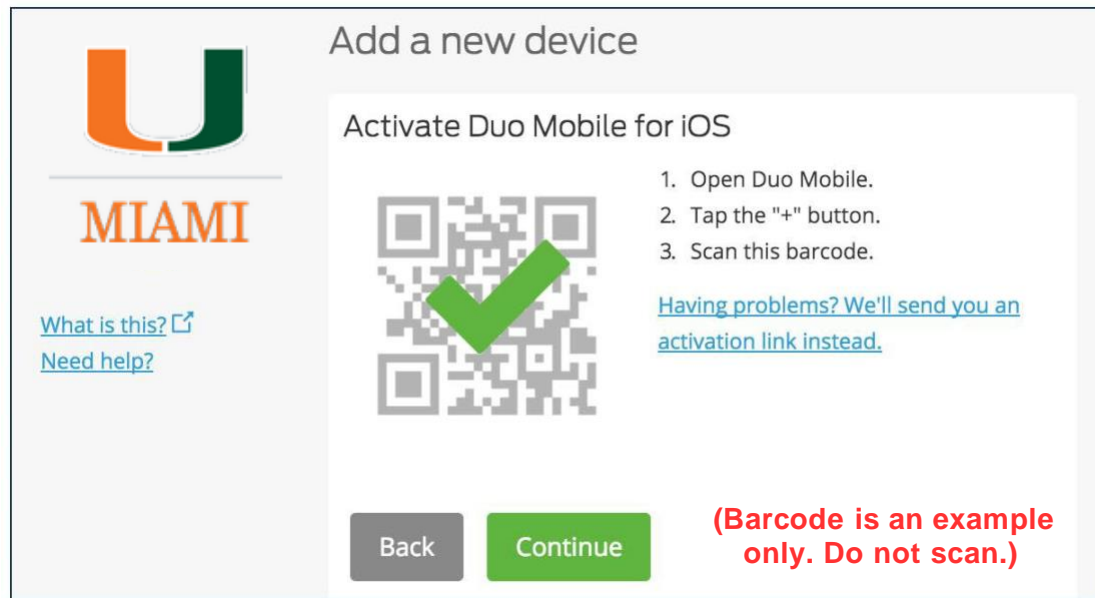 Add a new device
MIAMI
What is this?
Need help?
Activate Duo Mobile for iOS
1. Open Duo Mobile.
2. Tap the "+" button.
3. Scan this barcode.
Having problems? We'll send you an
activation link instead.
Back
Continue
(Barcode is an example
only. Do not scan.)